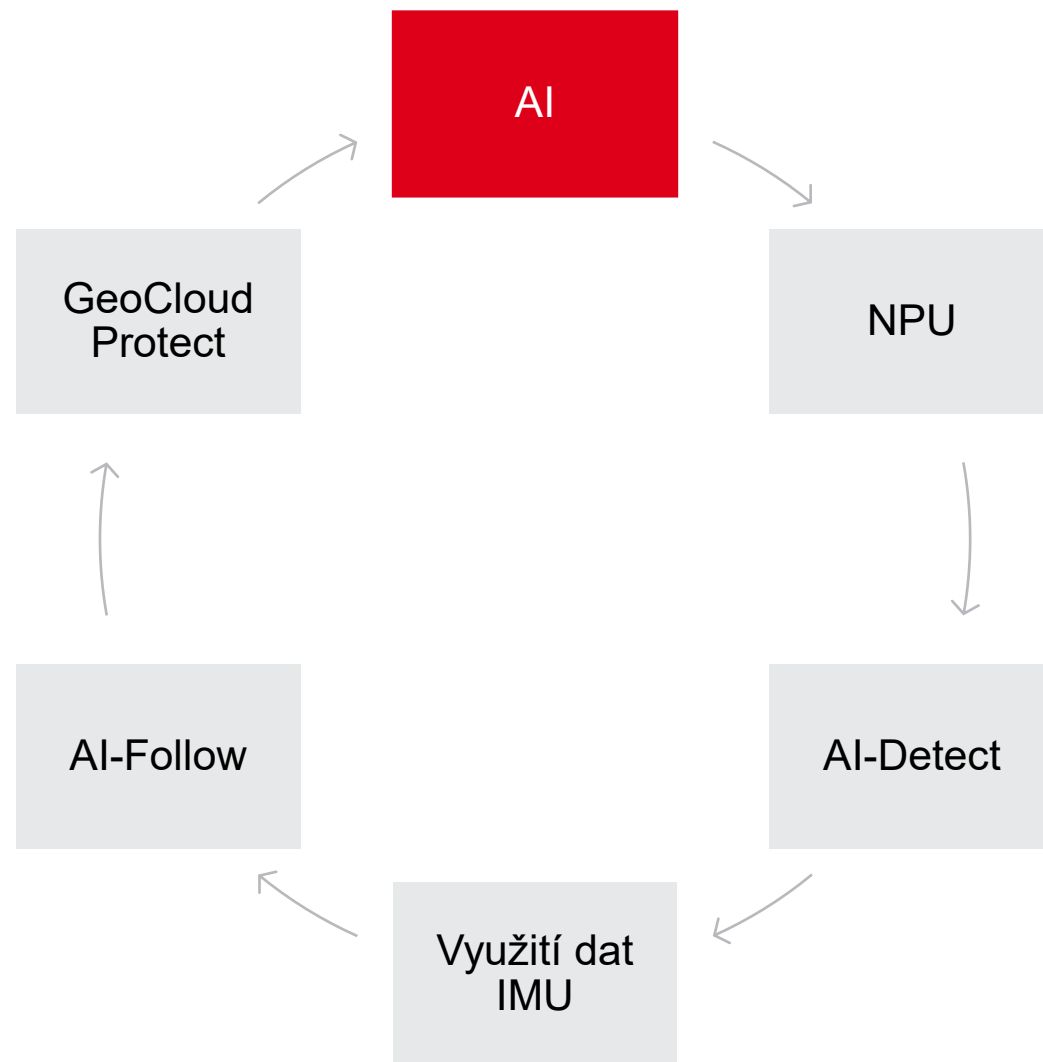 AI
NPU
AI-Detect
Využití dat
IMU
AI-Follow
GeoCloud
Protect